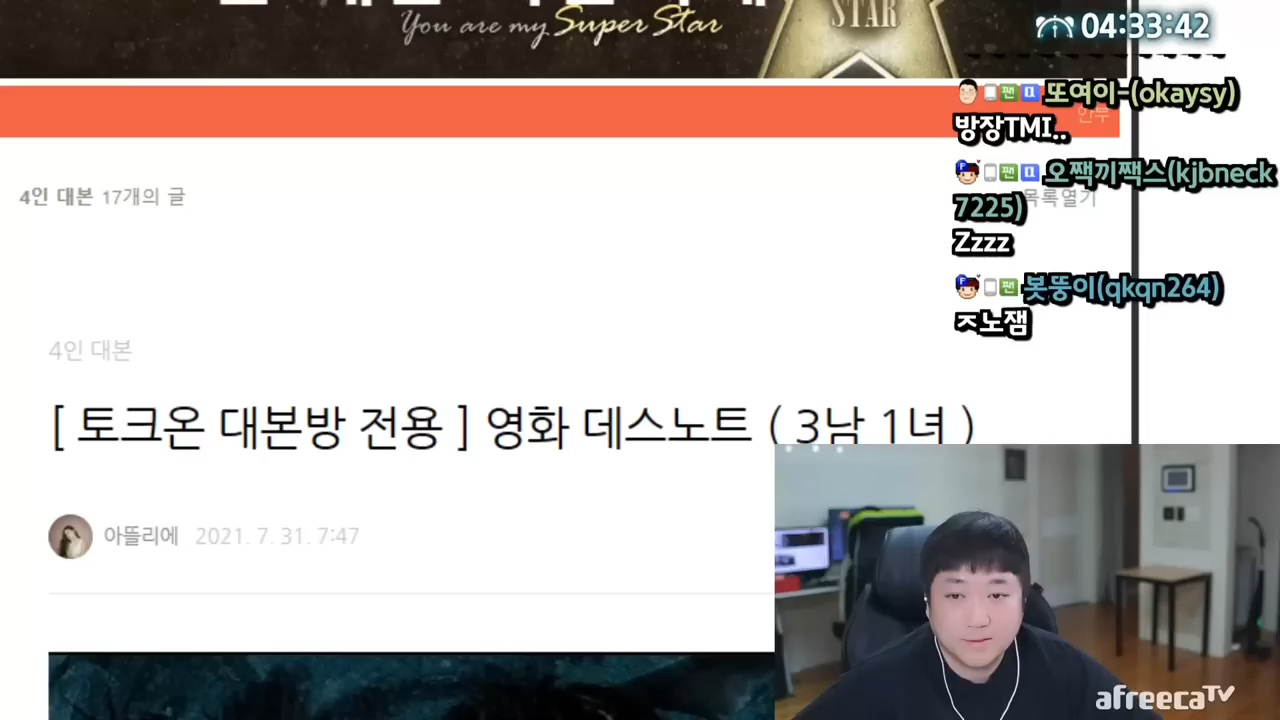 You are my Super Star
STAR
04:33:42
또여이-(okaysy)
방장TMI..
안부
오짹끼짹스(kjbneck
7225)
Zzzz
4인 대본 17개의 글
목록열기
봇뚱이(qkqn264)
ㅈ노잼
4인 대본
[ 토크온 대본방 전용 ] 영화 데스노트 ( 3남 1녀 )
아뜰리에 2021. 7. 31. 7:47
afreecaTV